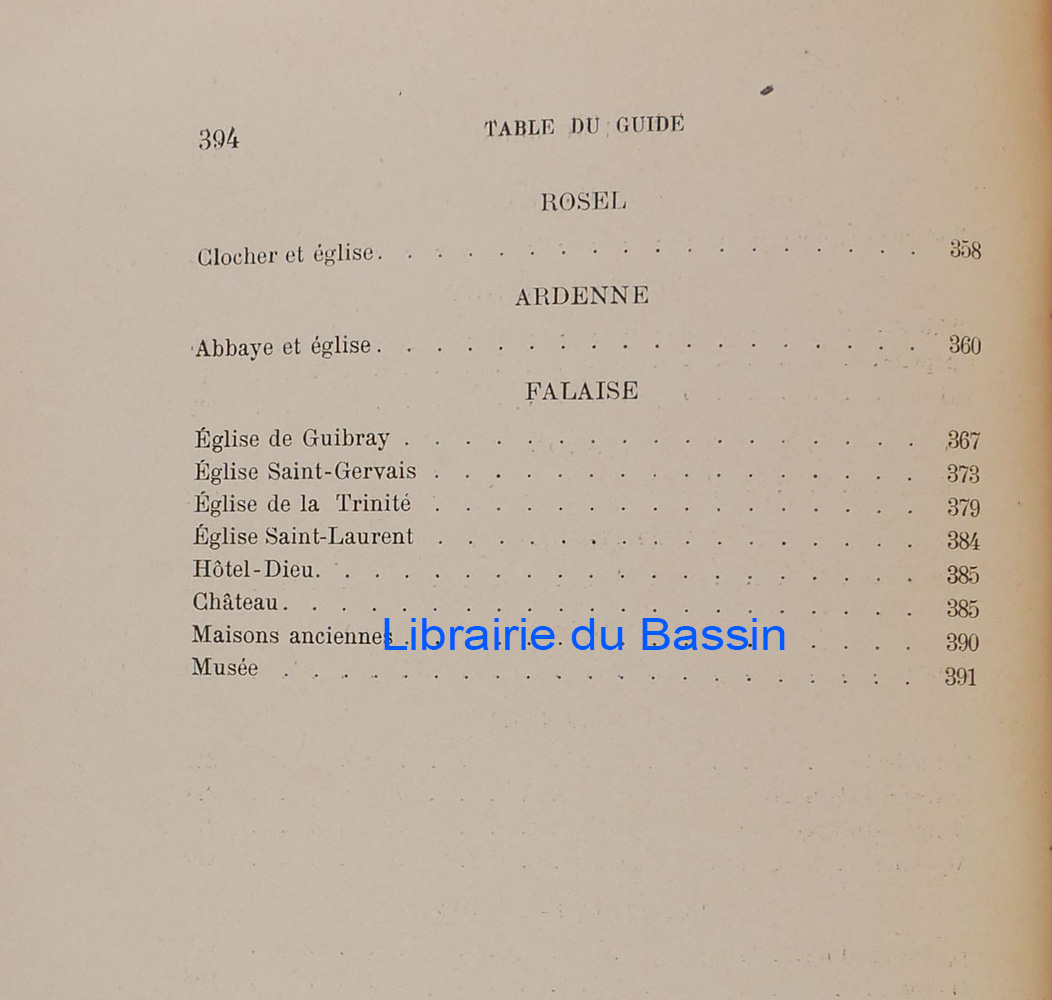 394 TABLE DU GUIDE
ROSEL
Clocher et église. . . . . . . . . . . . . . . . . . . 358
ARDENNE
Abbaye et église . . . . . . . . . . . . . . . . . . . 360
FALAISE
Église de Guibray . . . . . . . . . . . . . . . . . . 367
Église Saint-Gervais . . . . . . . . . . . . . . . . . 373
Église de la Trinité . . . . . . . . . . . . . . . . . 379
Église Saint-Laurent . . . . . . . . . . . . . . . . . 384
Hôtel-Dieu. . . . . . . . . . . . . . . . . . . . . 385
Château. . . . . . . . . . . . . . . . . . . . . . 385
Maisons anciennes . . . . . . . . . . . . . . . . . . 390
Librairie du Bassin
Musée . . . . . . . . . . . . . . . . . . . . . . 391